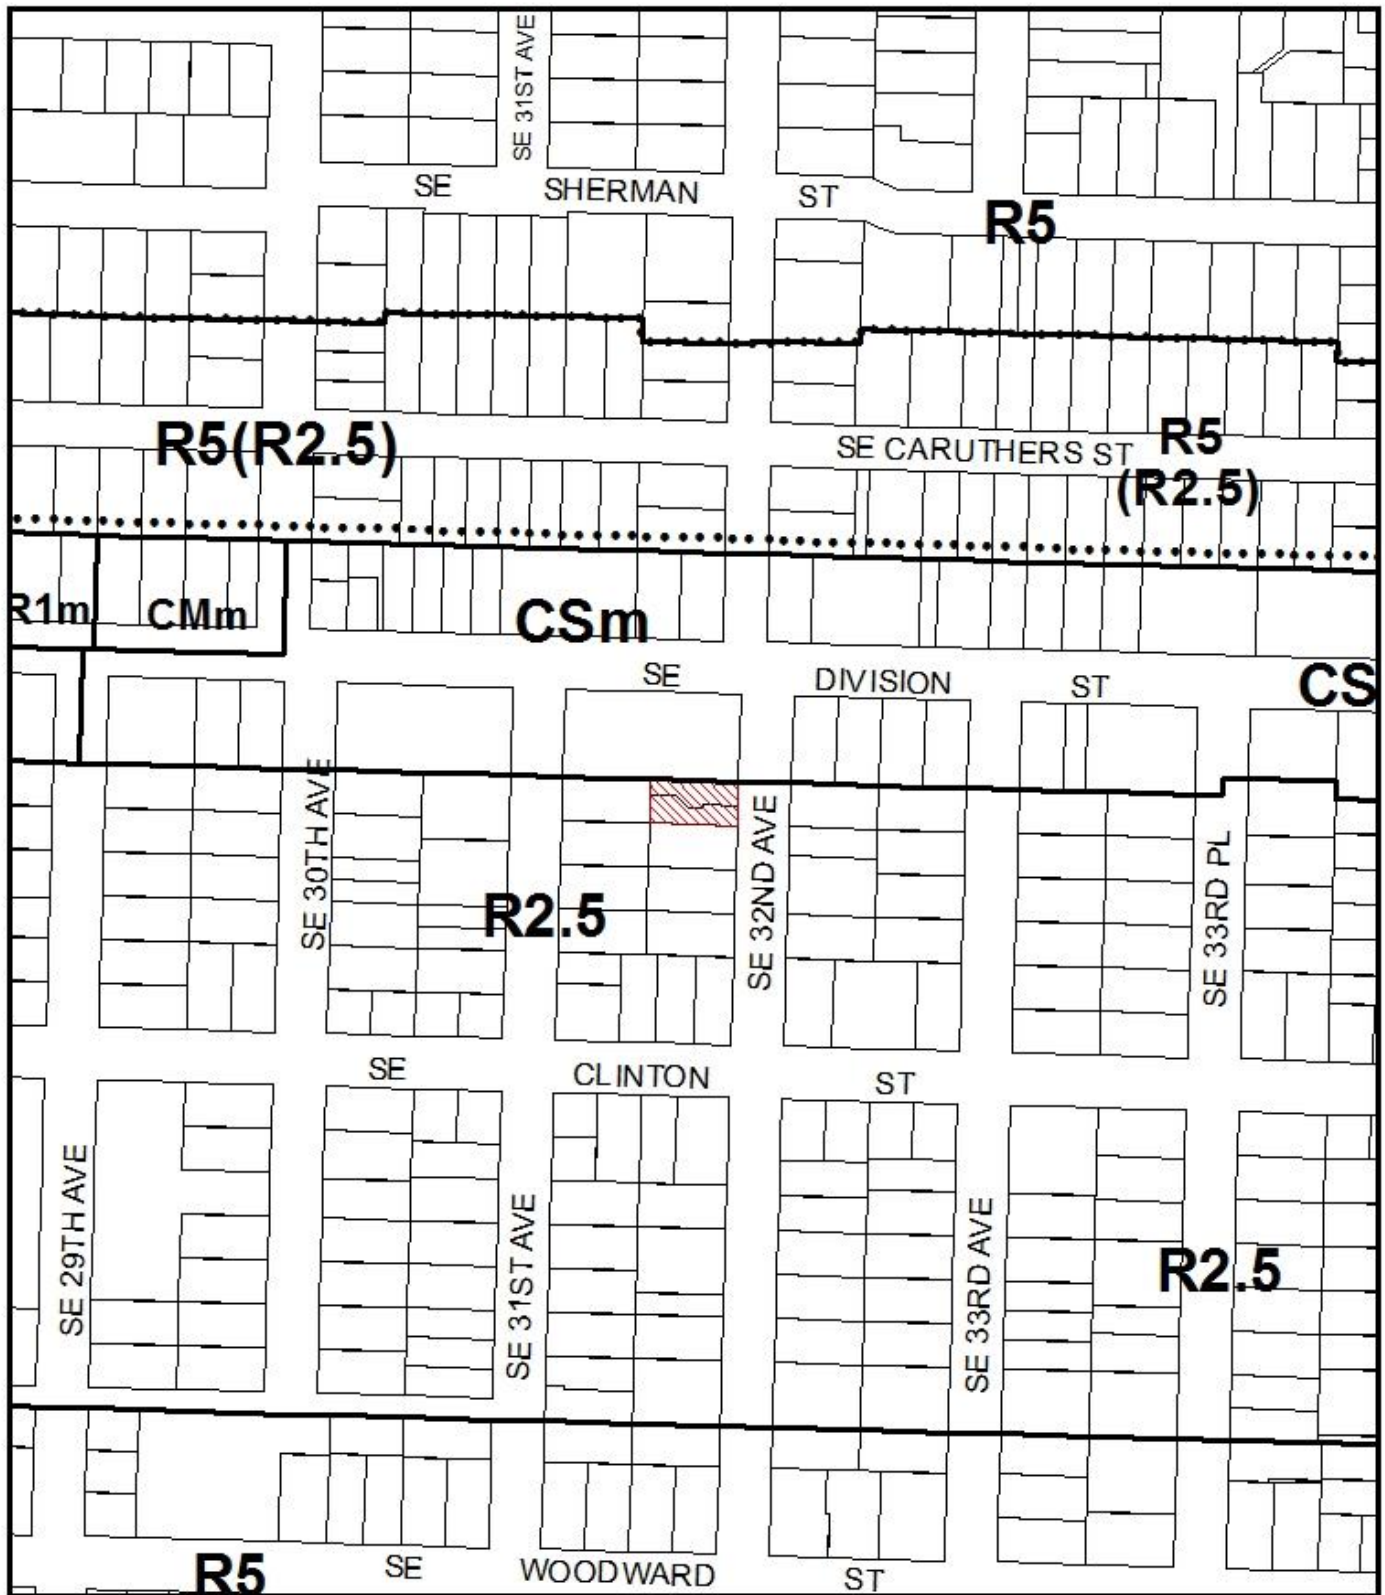 SE 31ST AVE
SE SHERMAN ST
R5
R5(R2.5)
SE CARUTHERS ST
R5
(R2.5)
R1m
CMm
CSm
SE DIVISION ST
CS
SE 30TH AVE
SE 32ND AVE
SE 33RD PL
R2.5
SE CLINTON ST
SE 29TH AVE
SE 31ST AVE
SE 33RD AVE
R2.5
R5
SE WOODWARD ST